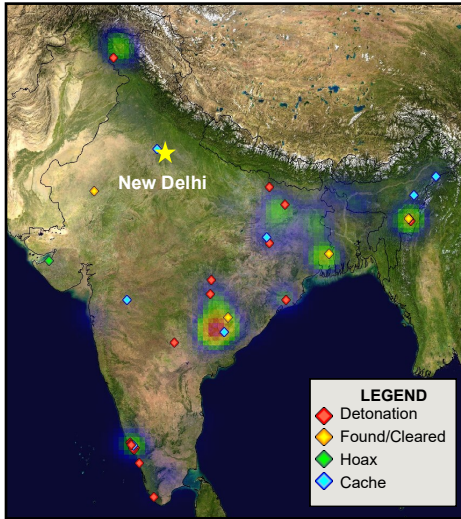 New Delhi
LEGEND
Detonation
Found/Cleared
Hoax
Cache